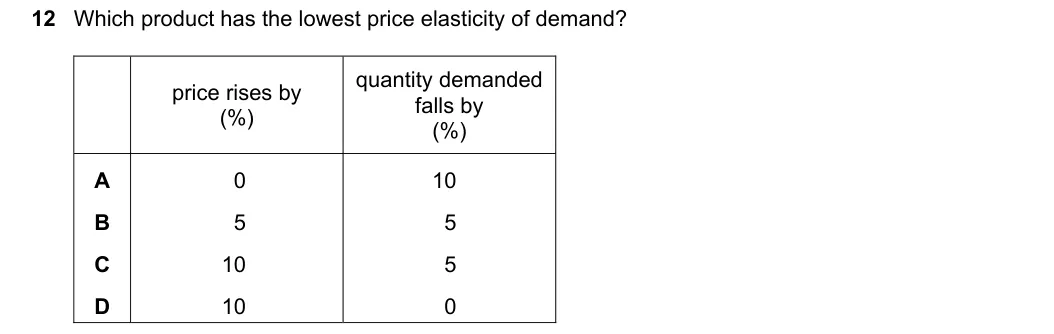 12 Which product has the lowest price elasticity of demand?
price rises by
(%)
quantity demanded
falls by
(%)
A 0 10
B 5 5
C 10 5
D 10 0